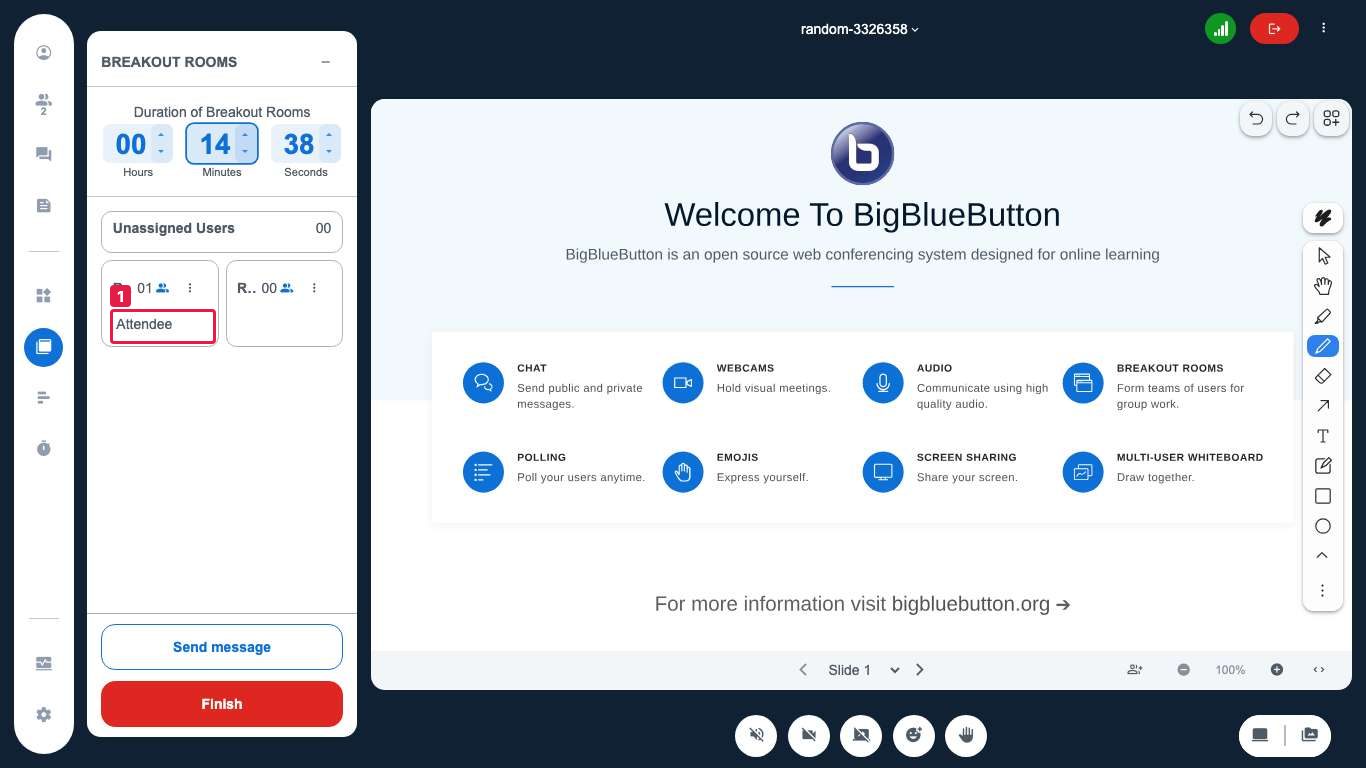 random-3326358
2
BREAKOUT ROOMS
Duration of Breakout Rooms
00 14 38
Hours Minutes Seconds
Unassigned Users 00
01
R.. 00
1
Attendee
Send message
Finish
Welcome To BigBlueButton
BigBlueButton is an open source web conferencing system designed for online learning
CHAT
Send public and private
messages.
WEBCAMS
Hold visual meetings.
AUDIO
Communicate using high
quality audio.
BREAKOUT ROOMS
Form teams of users for
group work.
POLLING
Poll your users anytime.
EMOJIS
Express yourself.
SCREEN SHARING
Share your screen.
MULTI-USER WHITEBOARD
Draw together.
For more information visit bigbluebutton.org ➔
Slide 1
100%